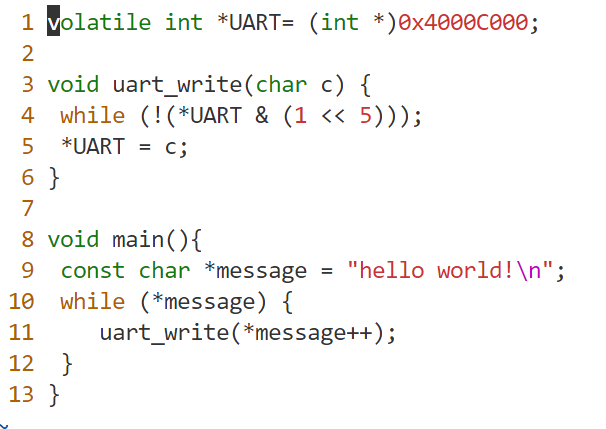 1 volatile int *UART= (int *)0x4000C000;
2
3 void uart_write(char c) {
4  while (!(*UART & (1 << 5)));
5  *UART = c;
6 }
7
8 void main(){
9  const char *message = "hello world!\n";
10  while (*message) {
11     uart_write(*message++);
12  }
13 }
~